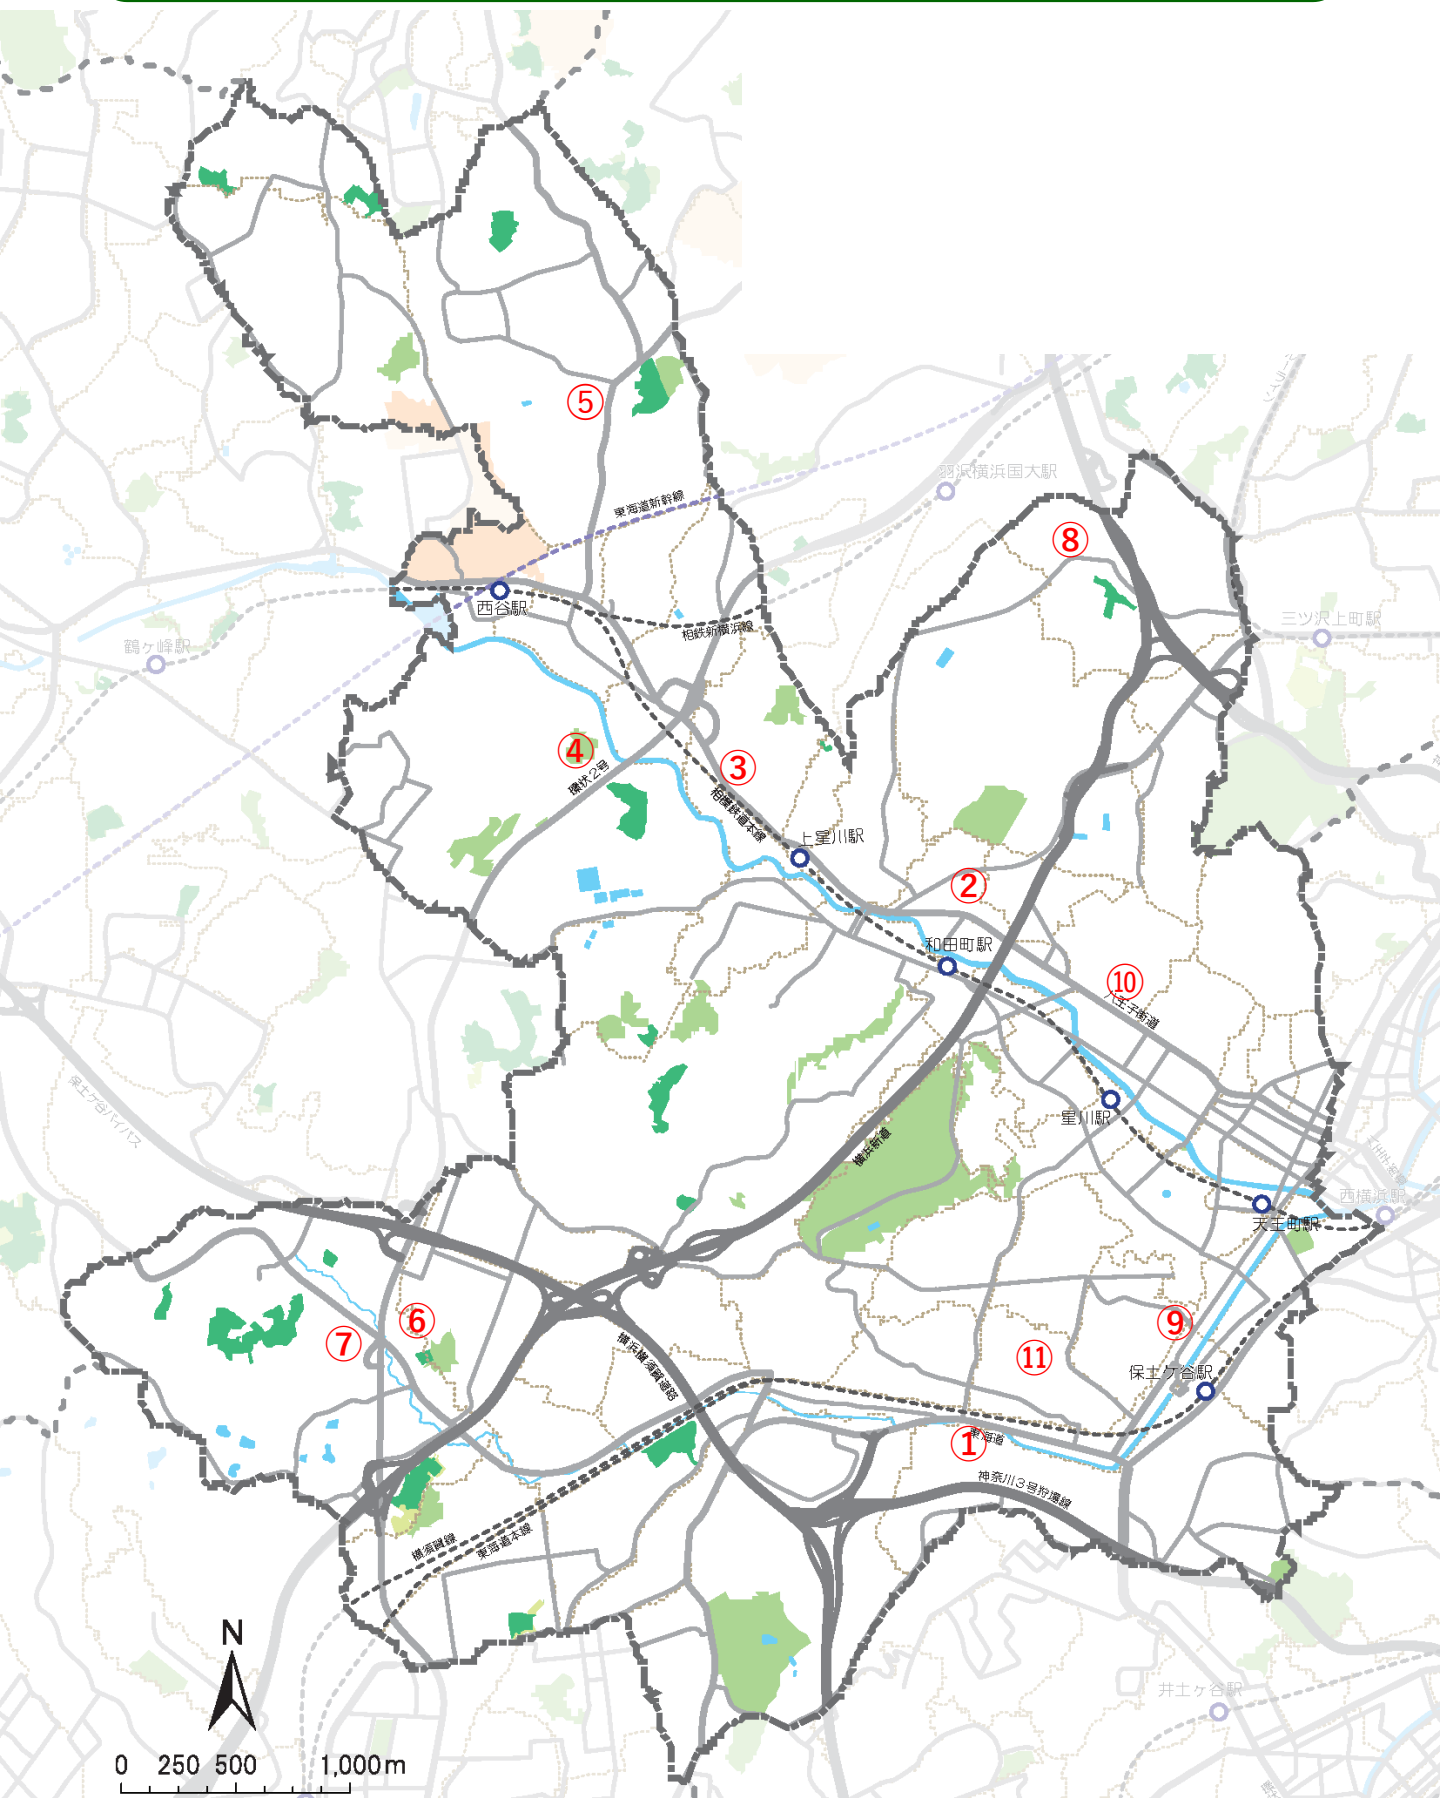 ⑤
羽沢横浜国大駅
東海道新幹線
⑧
西谷駅
相鉄新横浜線
三ツ沢上町駅
鶴ヶ峰駅
④
③
環状2号
相模鉄道本線
上星川駅
②
和田町駅
⑩
八王子街道
保土ケ谷バイパス
星川駅
横浜新道
西横浜駅
天王町駅
⑥
⑦
横浜横須賀道路
⑨
⑪
保土ケ谷駅
①
東海道
神奈川3号狩場線
横須賀線
東海道本線
N
井土ヶ谷駅
0 250 500 1,000m